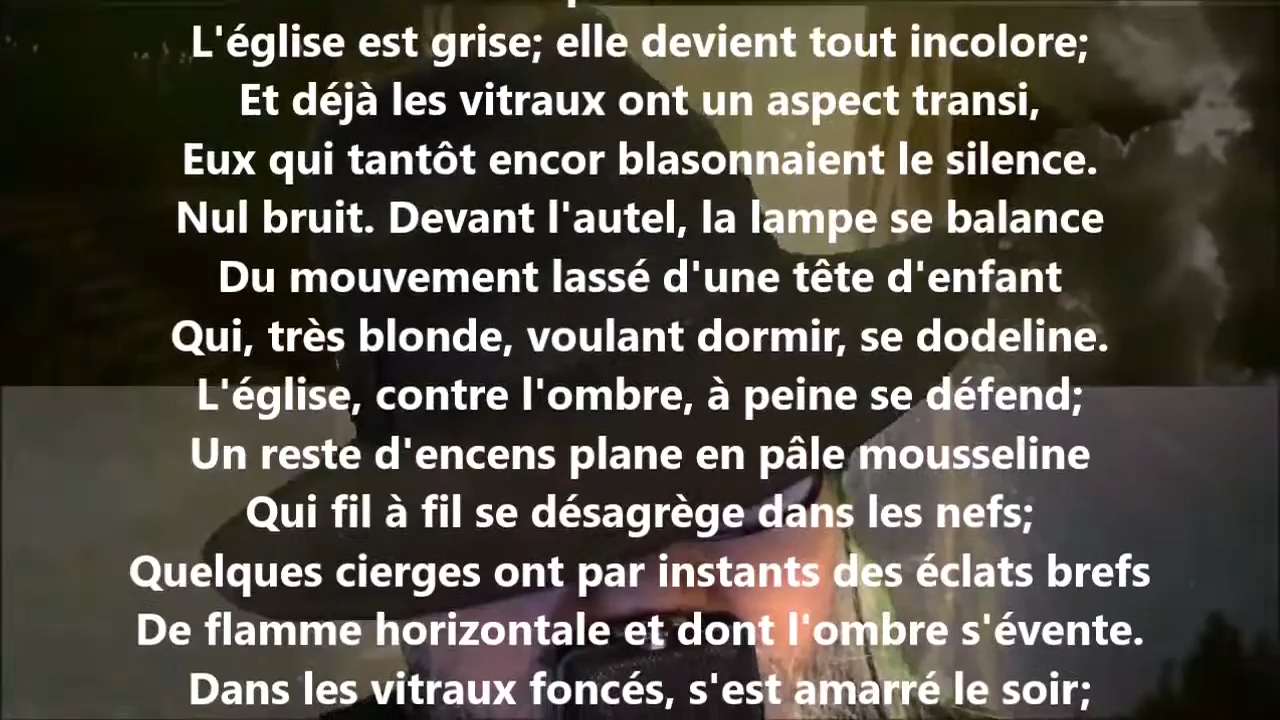 L'église est grise; elle devient tout incolore;
Et déjà les vitraux ont un aspect transi,
Eux qui tantôt encor blasonnaient le silence.
Nul bruit. Devant l'autel, la lampe se balance
Du mouvement lassé d'une tête d'enfant
Qui, très blonde, voulant dormir, se dodeline.
L'église, contre l'ombre, à peine se défend;
Un reste d'encens plane en pâle mousseline
Qui fil à fil se désagrège dans les nefs;
Quelques cierges ont par instants des éclats brefs
De flamme horizontale et dont l'ombre s'évente.
Dans les vitraux foncés, s'est amarré le soir;